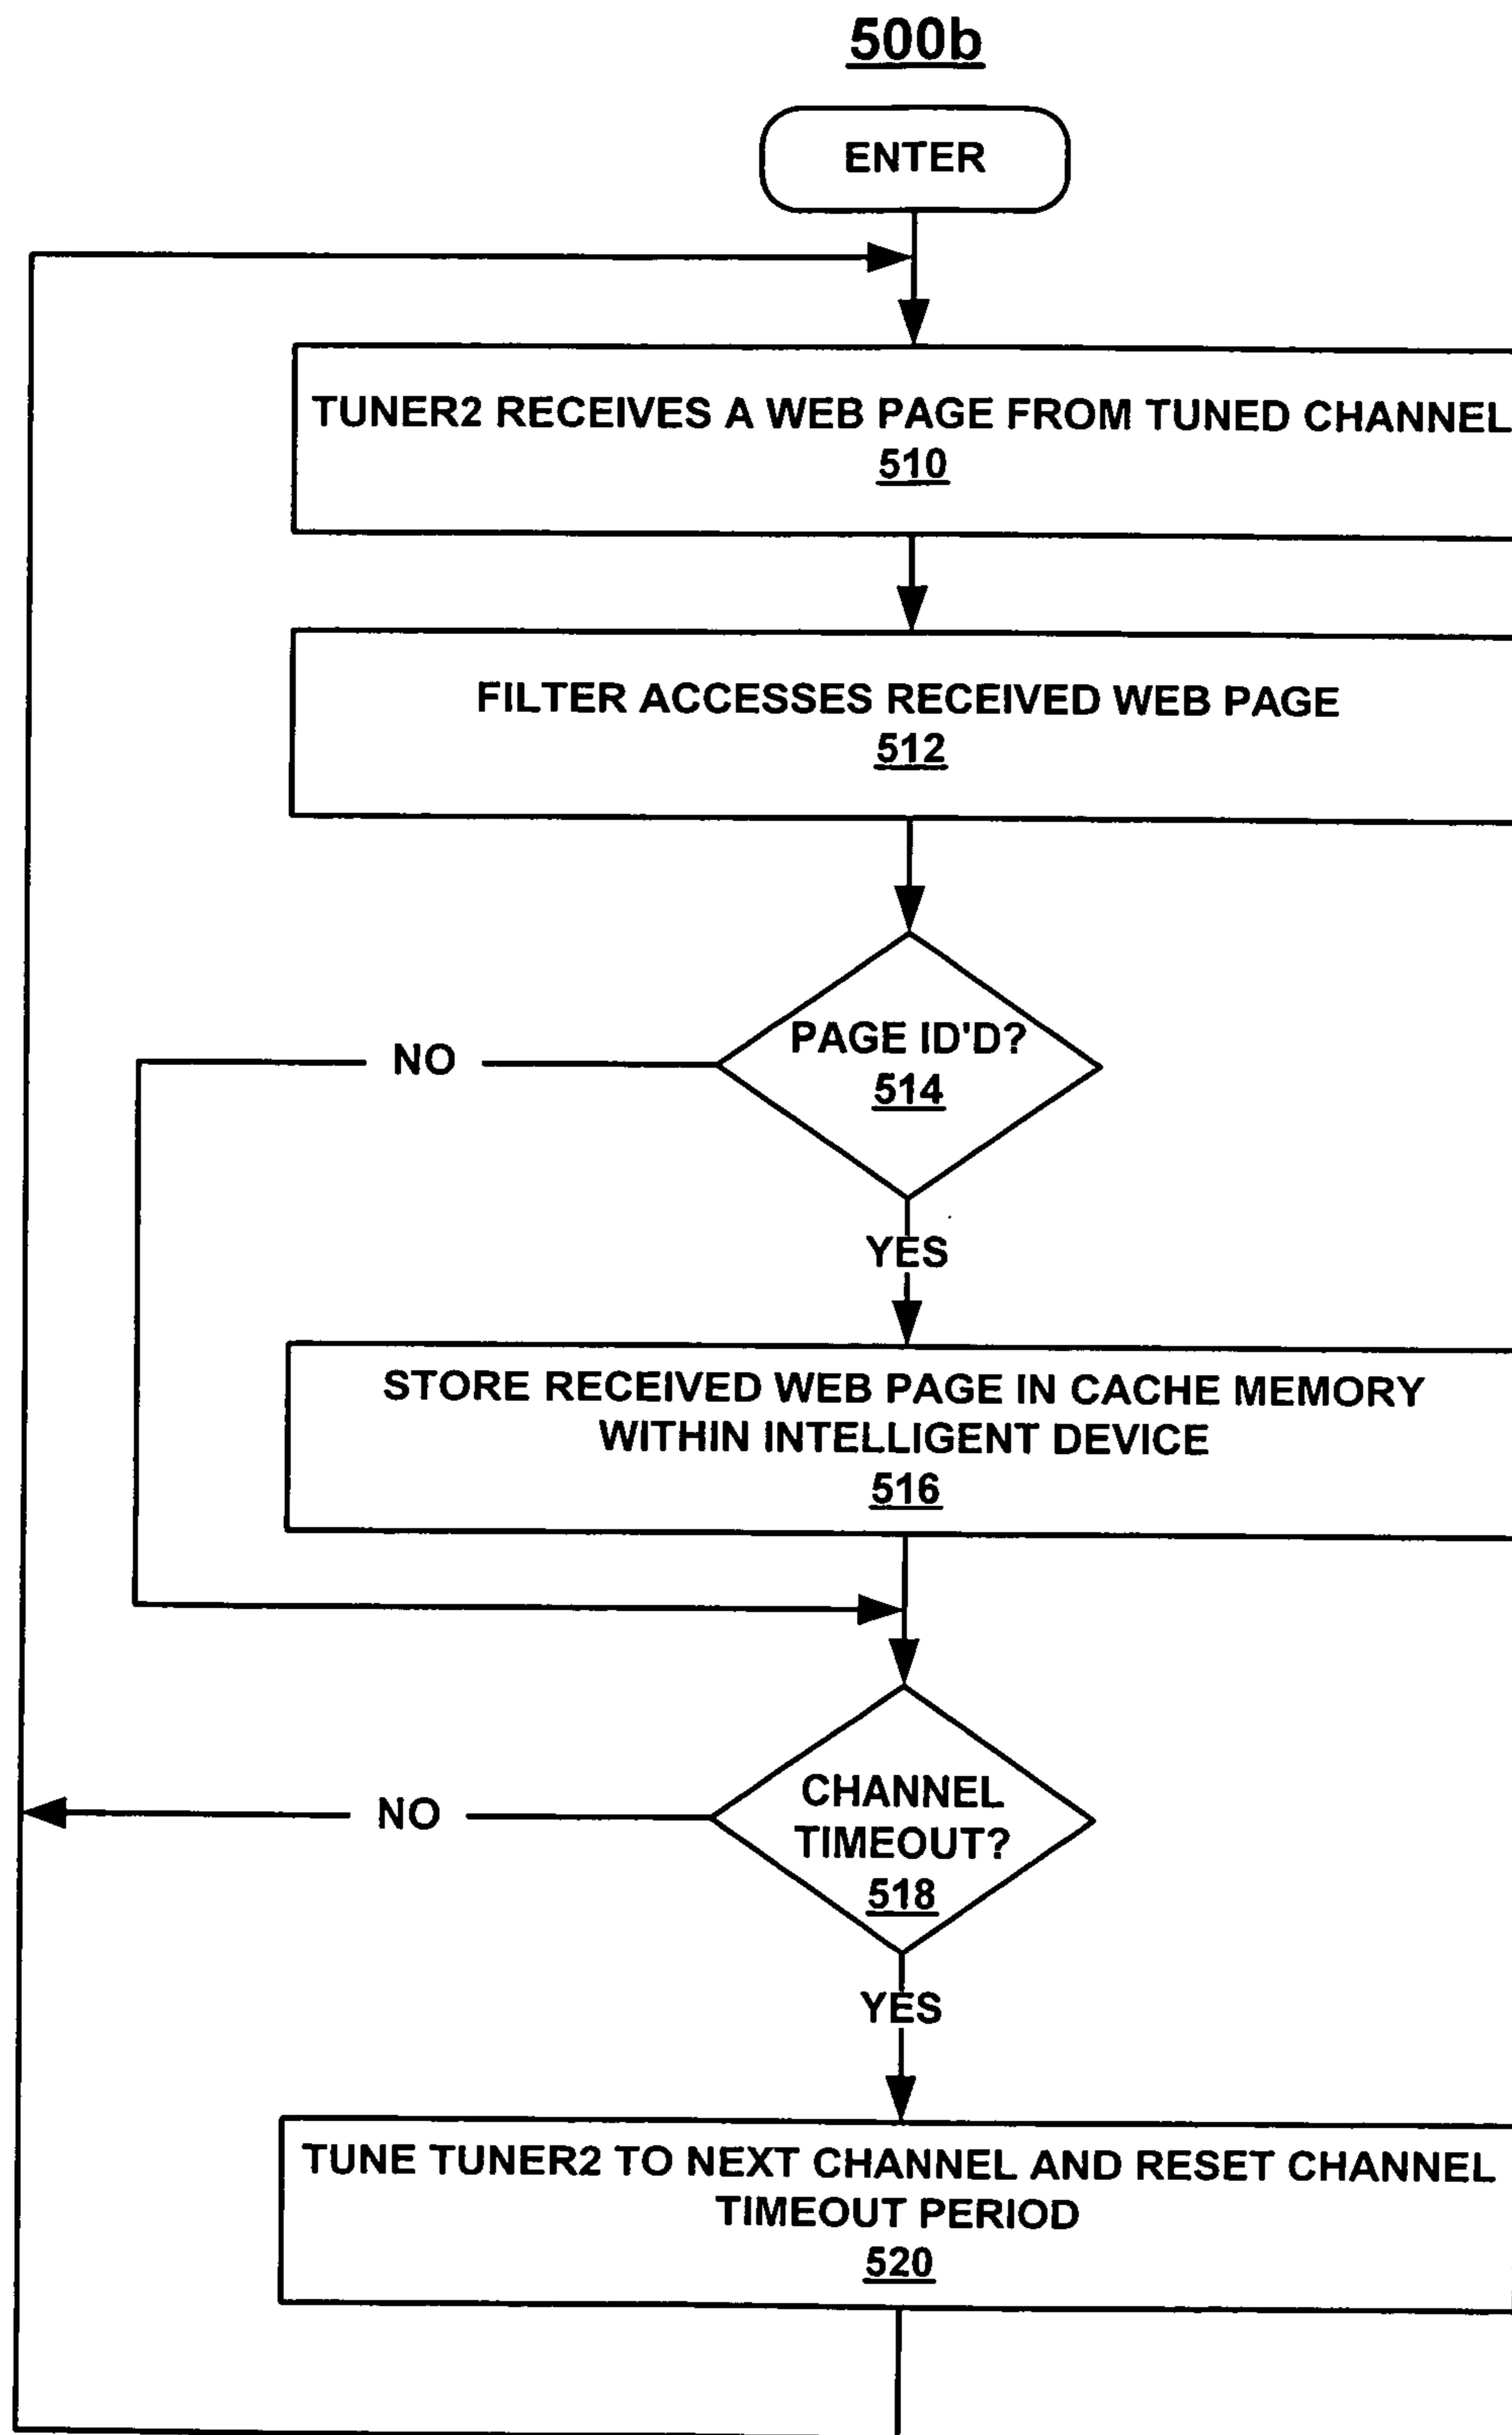 500b
ENTER
TUNER2 RECEIVES A WEB PAGE FROM TUNED CHANNEL
510
FILTER ACCESSES RECEIVED WEB PAGE
512
PAGE ID'D?
514
NO
YES
STORE RECEIVED WEB PAGE IN CACHE MEMORY
WITHIN INTELLIGENT DEVICE
516
CHANNEL
TIMEOUT?
518
NO
YES
TUNE TUNER2 TO NEXT CHANNEL AND RESET CHANNEL
TIMEOUT PERIOD
520